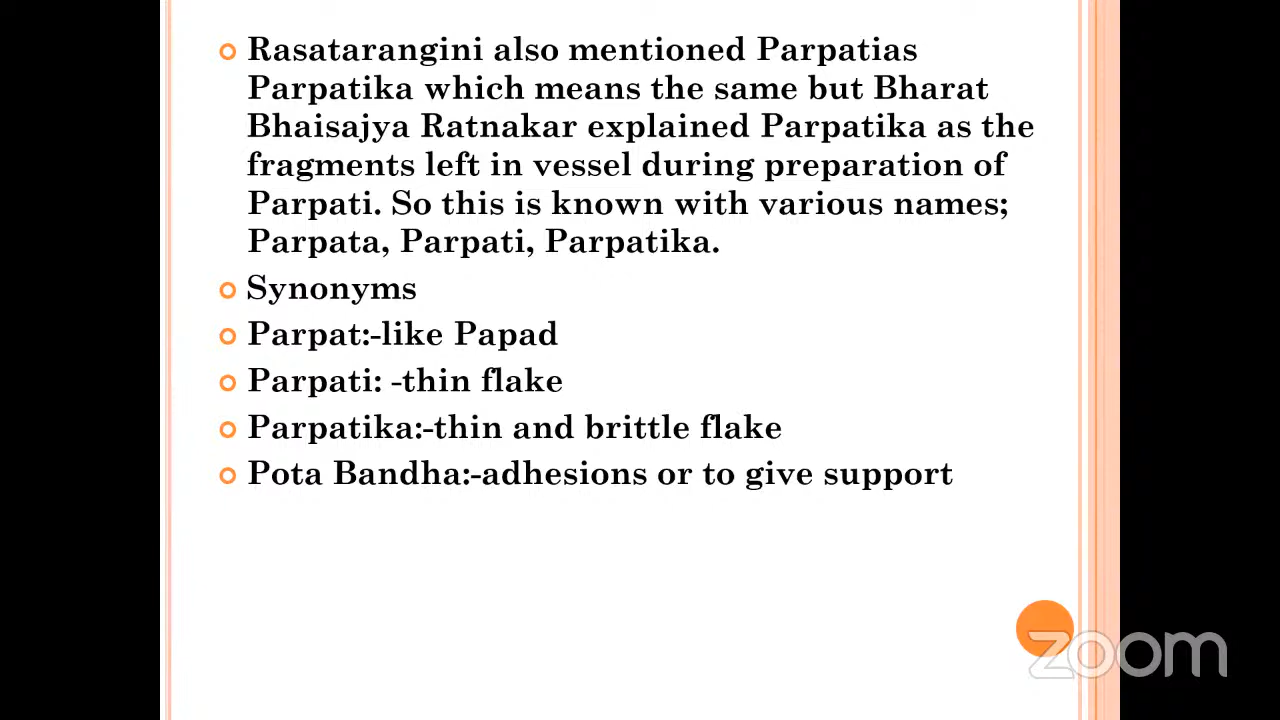 Rasatarangini also mentioned Parpatias
Parpatika which means the same but Bharat
Bhaisajya Ratnakar explained Parpatika as the
fragments left in vessel during preparation of
Parpati. So this is known with various names;
Parpata, Parpati, Parpatika.
Synonyms
Parpat:-like Papad
Parpati: -thin flake
Parpatika:-thin and brittle flake
Pota Bandha:-adhesions or to give support
zoom